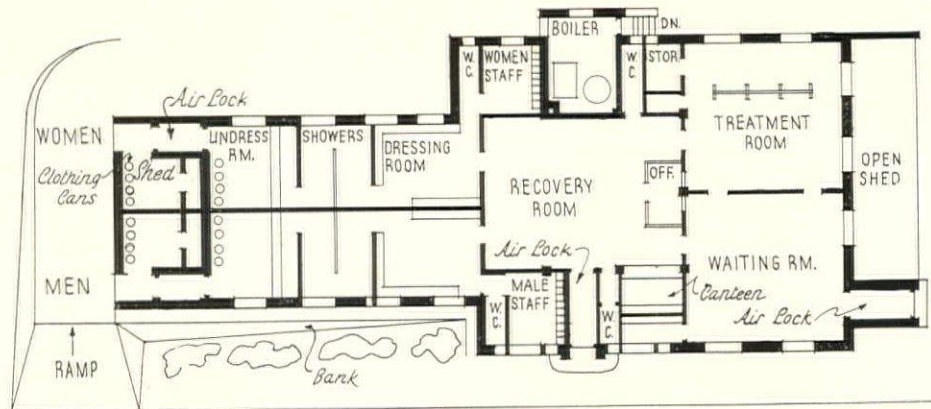 BOILER
DN.
W.C.
WOMEN
STAFF
W.C.
STOR.
Air Lock
WOMEN
UNDRESS
RM.
SHOWERS
DRESSING
ROOM
TREATMENT
ROOM
Clothing
Cans
Shed
RECOVERY
ROOM
OFF.
OPEN
SHED
Air Lock
WAITING RM.
MEN
MALE
STAFF
W.C.
W.C.
Canteen
Air Lock
RAMP
Bank